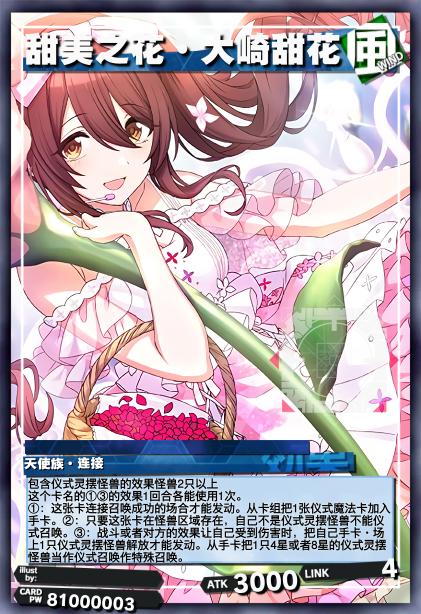 甜美之花・大崎甜花
風
WIND
天使族・连接
包含仪式灵摆怪兽的效果怪兽2只以上
这个卡名的①③的效果1回合各能使用1次。
①：这张卡连接召唤成功的场合才能发动。从卡组把1张仪式魔法卡加入
手卡。②：只要这张卡在怪兽区域存在，自己不是仪式灵摆怪兽不能仪
式召唤。③：战斗或者对方的效果让自己受到伤害时，把自己手卡・场
上1只仪式灵摆怪兽解放才能发动。从手卡把1只4星或者8星的仪式灵摆
怪兽当作仪式召唤作特殊召唤。
illust by:
ATK 3000 LINK 4
CARD PW 81000003